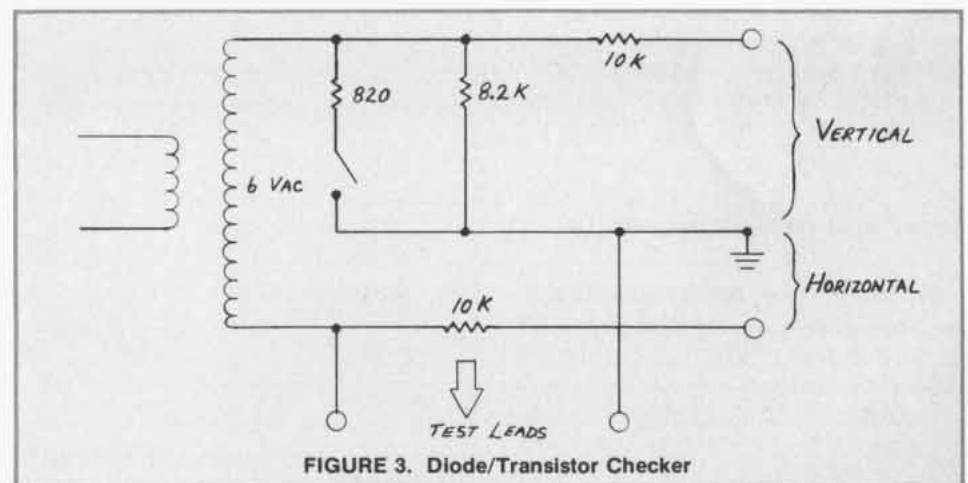 10K
820
8.2K
VERTICAL
6 VAC
HORIZONTAL
10K
TEST LEADS
FIGURE 3. Diode/Transistor Checker